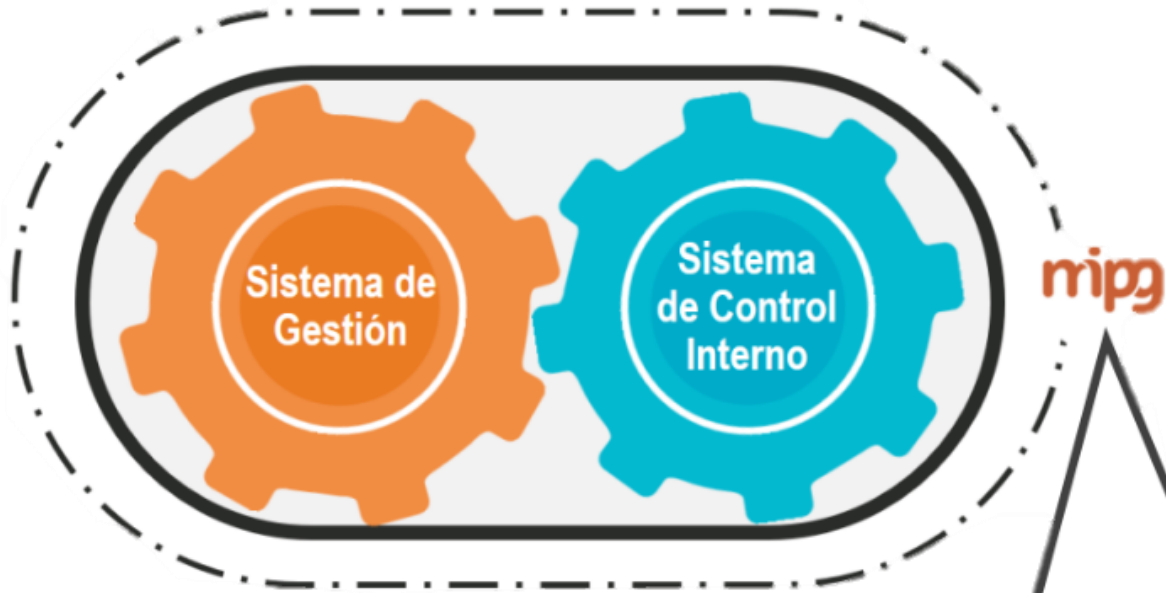 Sistema de
Gestión
Sistema
de Control
Interno
mipg